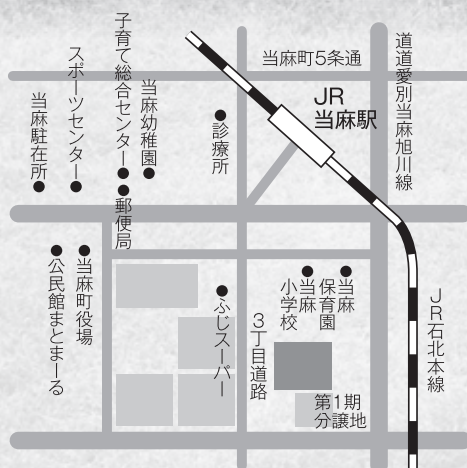 子育て総合センター
スポーツセンター
当麻幼稚園
当麻駐在所
診療所
郵便局
当麻町5条通
道道愛別当麻旭川線
JR
当麻駅
当麻町役場
公民館まとまーる
ふじスーパー
3丁目道路
当麻
保育園
当麻
小学校
第1期
分譲地
JR石北本線